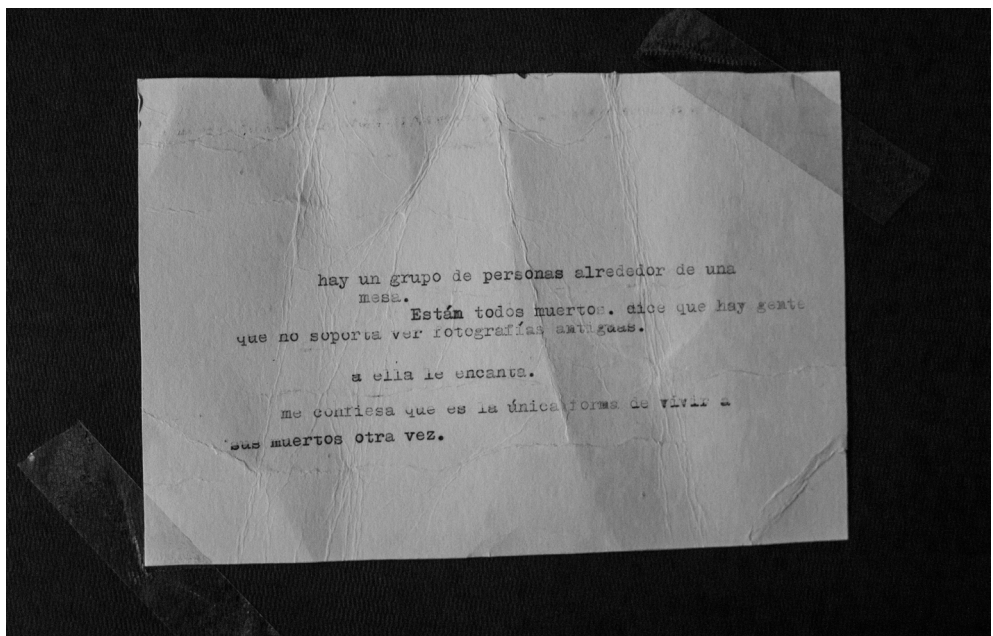 hay un grupo de personas alrededor de una
mesa.
Están todos muertos. dice que hay gente
que no soporta ver fotografías antiguas.
a ella le encanta.
me confiesa que es la única forma de vivir a
sus muertos otra vez.